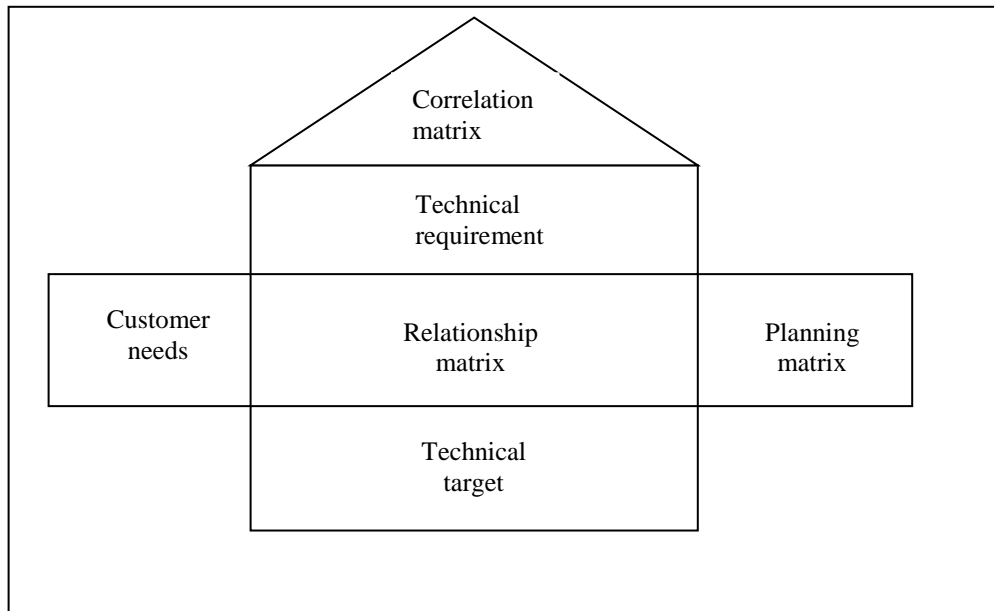 Correlation
matrix
Technical
requirement
Customer
needs
Relationship
matrix
Planning
matrix
Technical
target